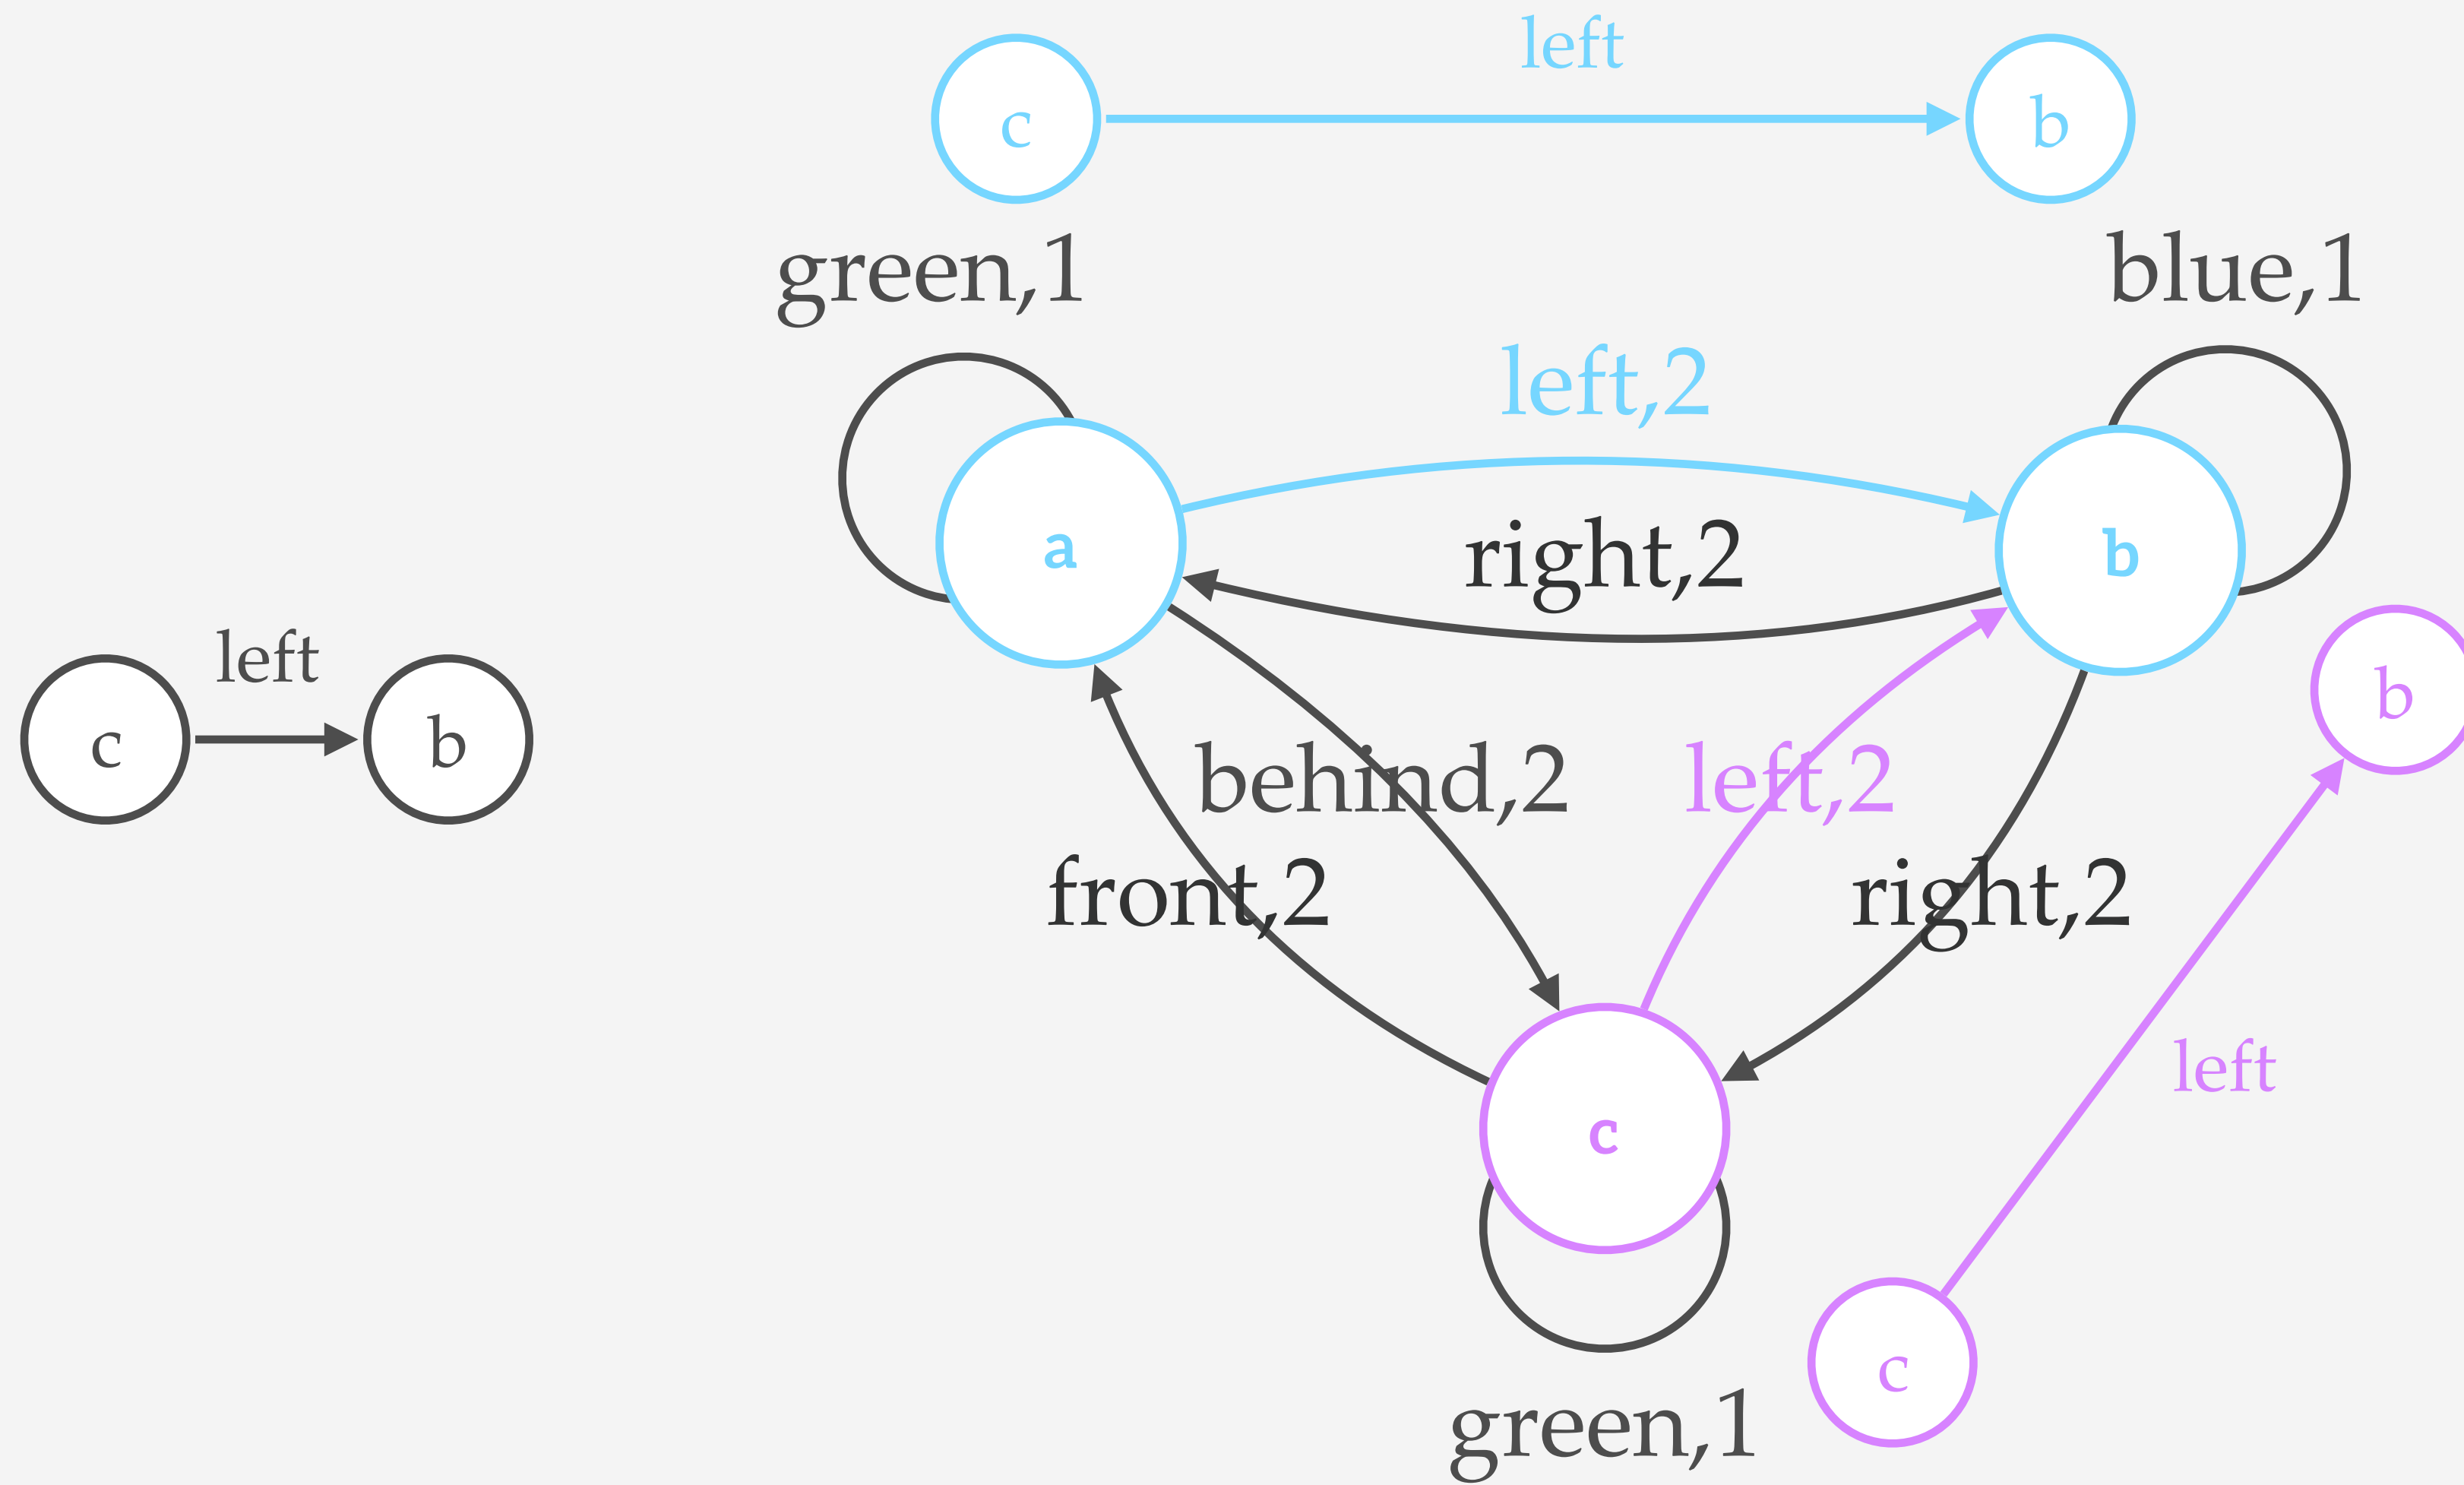 left
c
b
green,1
blue,1
left,2
a
right,2
b
left
c
b
b
behind,2
left,2
front,2
right,2
left
c
c
green,1